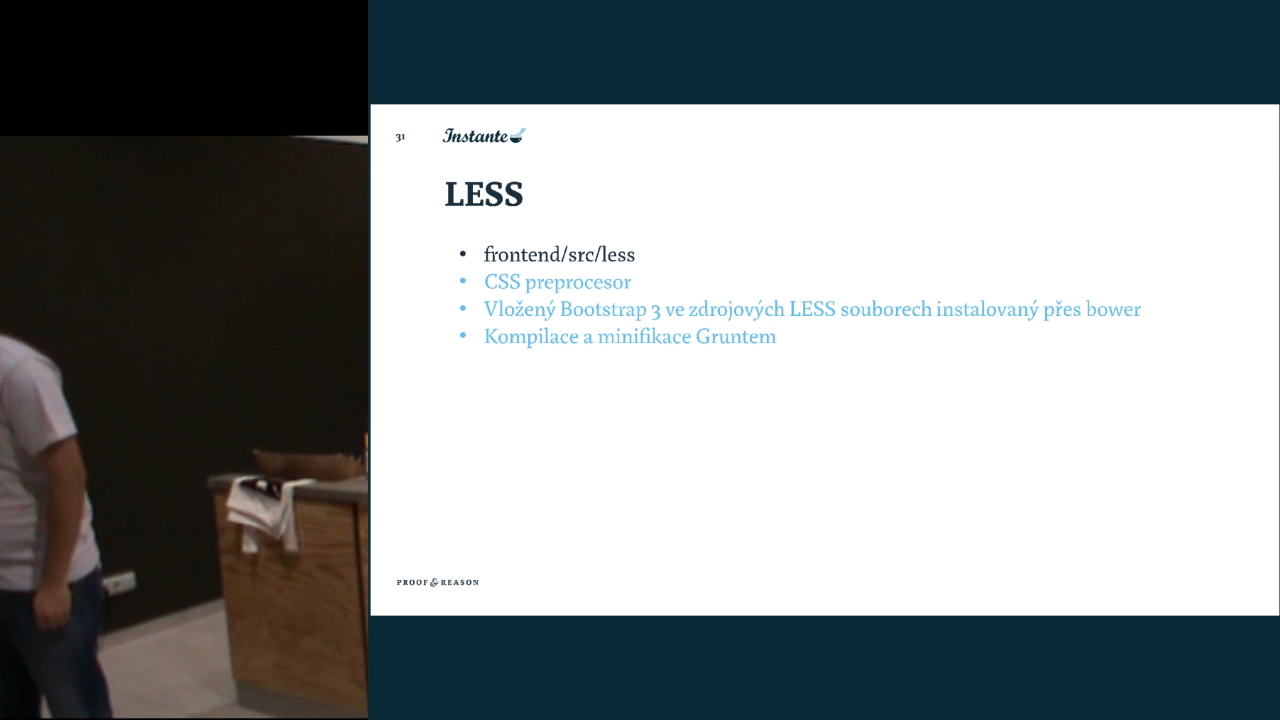 31
Instante
LESS
• frontend/src/less
• CSS preprocesor
• Vložený Bootstrap 3 ve zdrojových LESS souborech instalovaný přes bower
• Kompilace a minifikace Gruntem
PROOF & REASON